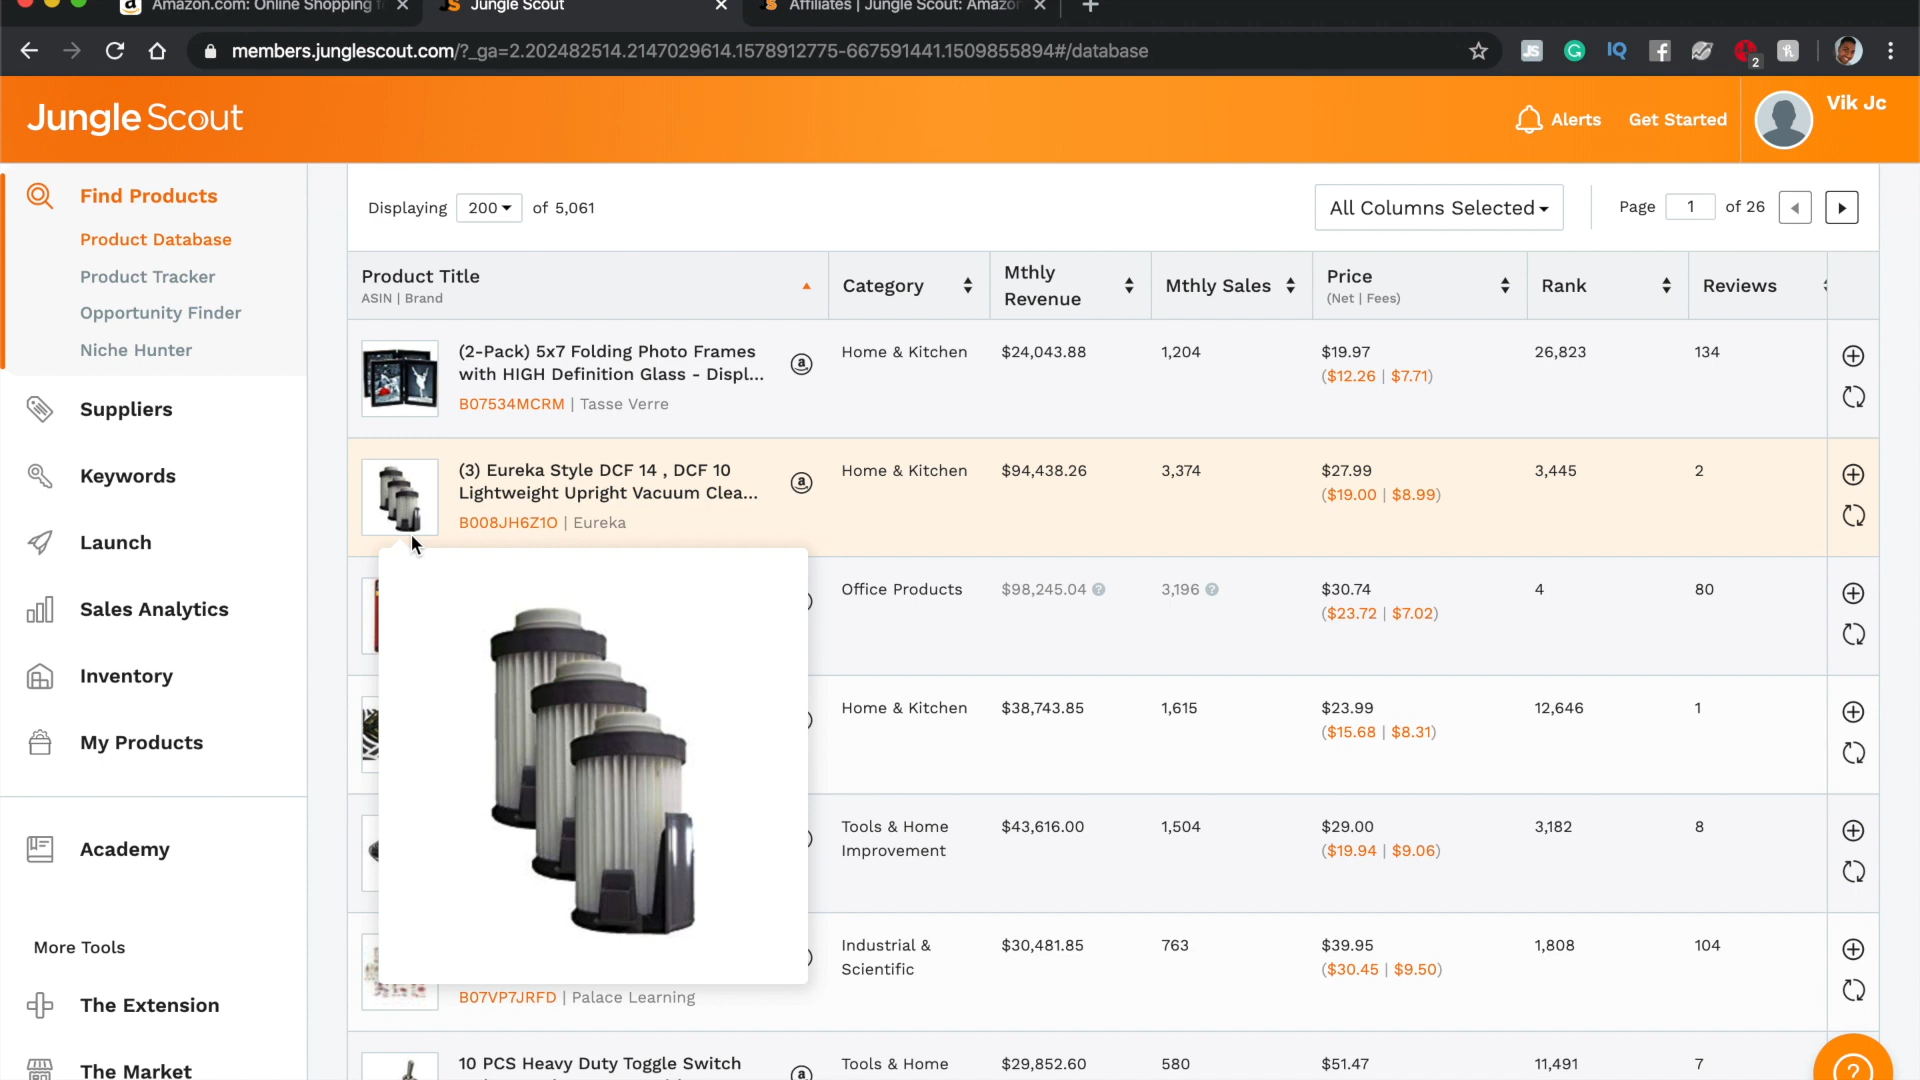 Amazon.com: Online Shopping f
Jungle Scout
Affiliates | Jungle Scout: Amazon
members.junglescout.com/?_ga=2.202482514.2147029614.1578912775-667591441.1509855894#/database
2
Jungle Scout
Alerts
Get Started
Vik Jc
Find Products
Product Database
Product Tracker
Opportunity Finder
Niche Hunter
Suppliers
Keywords
Launch
Sales Analytics
Inventory
My Products
Academy
More Tools
The Extension
The Market
Displaying 200 of 5,061
All Columns Selected
Page 1 of 26
Product Title
ASIN | Brand
Category
Mthly
Revenue
Mthly Sales
Price
(Net | Fees)
Rank
Reviews
(2-Pack) 5x7 Folding Photo Frames
with HIGH Definition Glass - Displ...
B07534MCRM | Tasse Verre
Home & Kitchen
$24,043.88
1,204
$19.97
($12.26 | $7.71)
26,823
134
(3) Eureka Style DCF 14 , DCF 10
Lightweight Upright Vacuum Clea...
B008JH6Z1O | Eureka
Home & Kitchen
$94,438.26
3,374
$27.99
($19.00 | $8.99)
3,445
2
Office Products
$98,245.04
3,196
$30.74
($23.72 | $7.02)
4
80
Home & Kitchen
$38,743.85
1,615
$23.99
($15.68 | $8.31)
12,646
1
Tools & Home
Improvement
$43,616.00
1,504
$29.00
($19.94 | $9.06)
3,182
8
B07VP7JRFD | Palace Learning
Industrial &
Scientific
$30,481.85
763
$39.95
($30.45 | $9.50)
1,808
104
10 PCS Heavy Duty Toggle Switch
Tools & Home
$29,852.60
580
$51.47
11,491
7